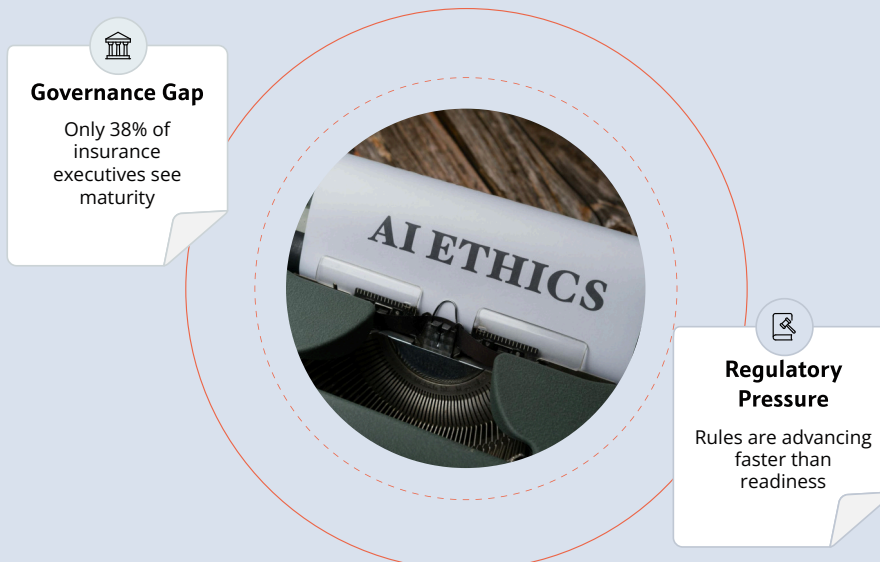 Governance Gap
Only 38% of
insurance
executives see
maturity
AI ETHICS
Regulatory
Pressure
Rules are advancing
faster than
readiness